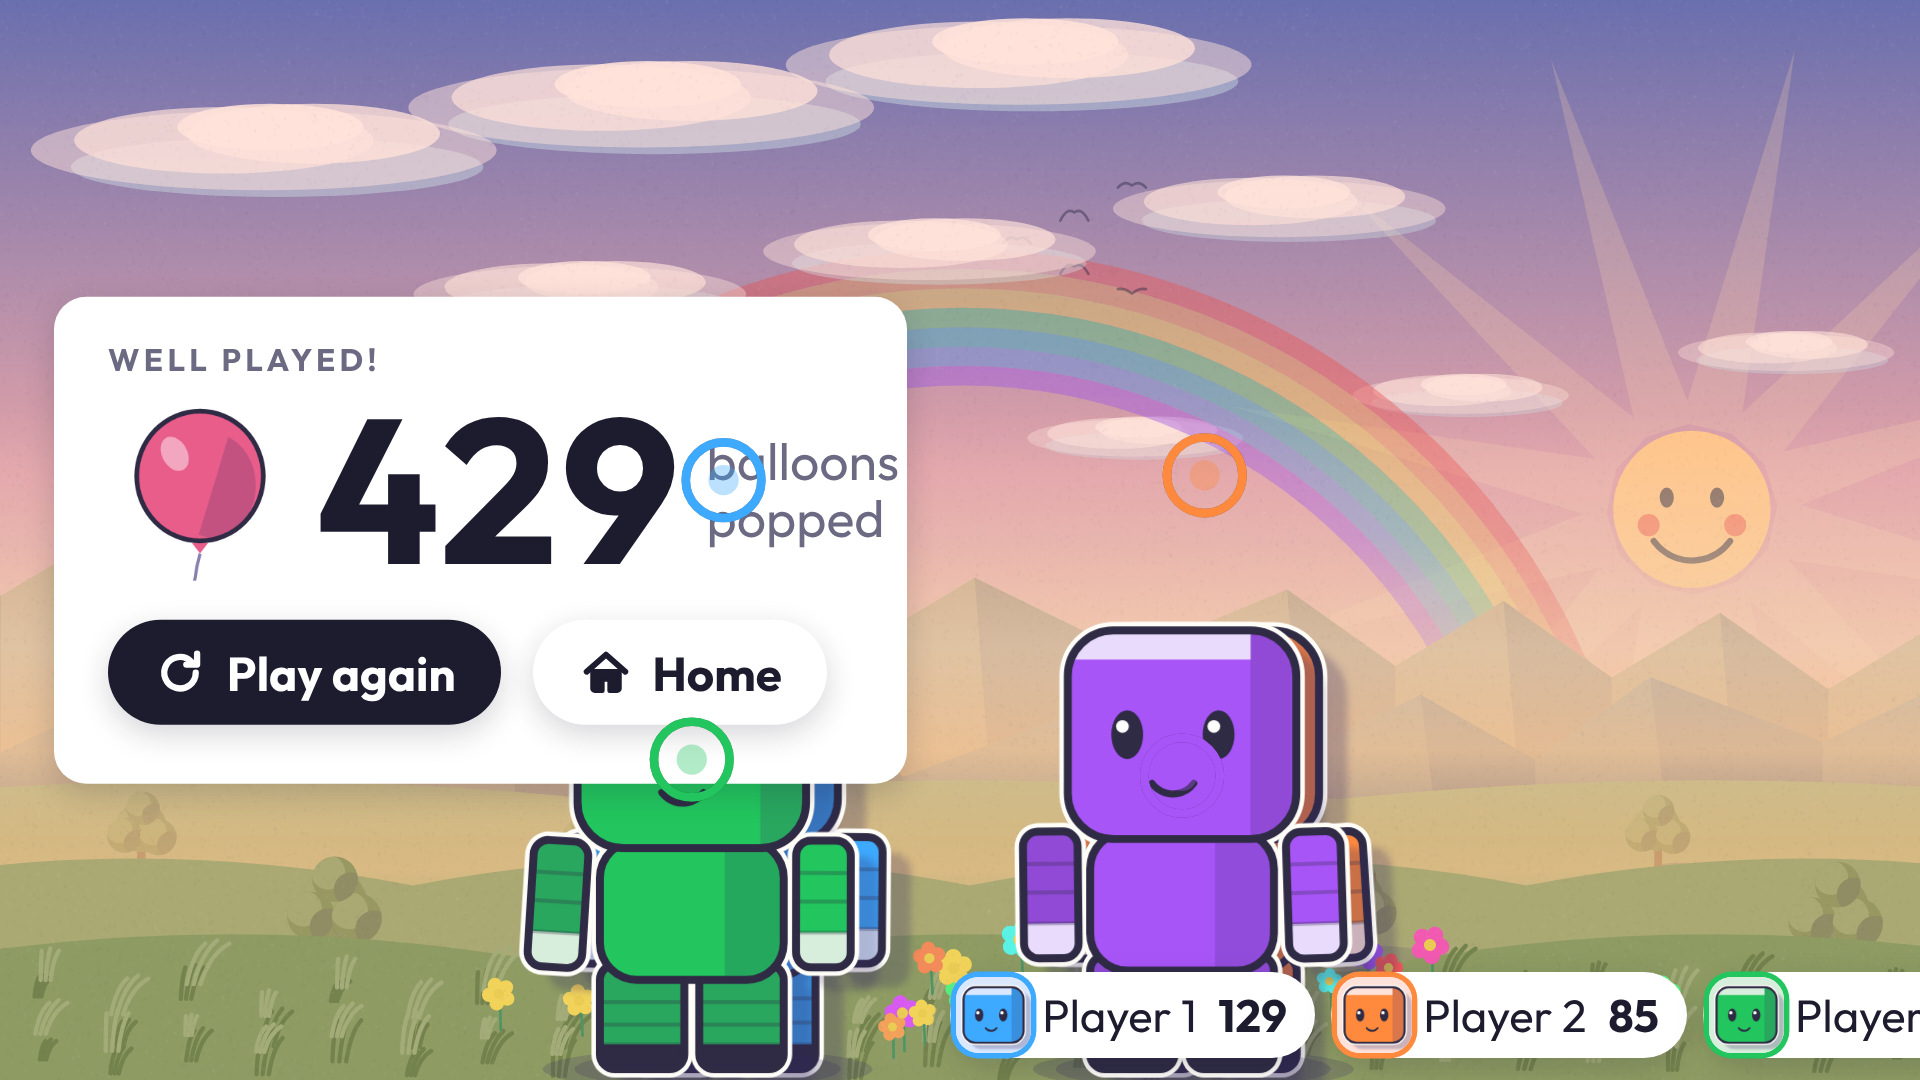 WELL PLAYED!
429
balloons
popped
Play again
Home
Player 1 129
Player 2 85
Player